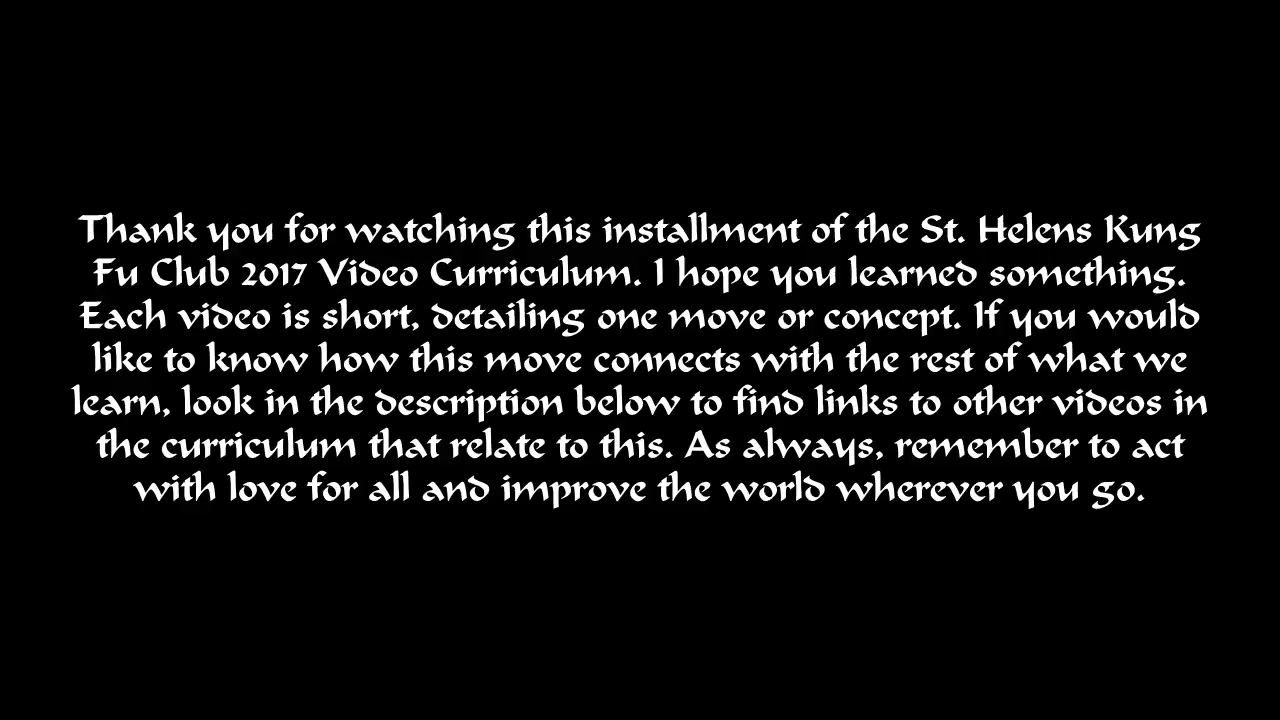 Thank you for watching this installment of the St. Helens Kung
Fu Club 2017 Video Curriculum. I hope you learned something.
Each video is short, detailing one move or concept. If you would
like to know how this move connects with the rest of what we
learn, look in the description below to find links to other videos in
the curriculum that relate to this. As always, remember to act
with love for all and improve the world wherever you go.